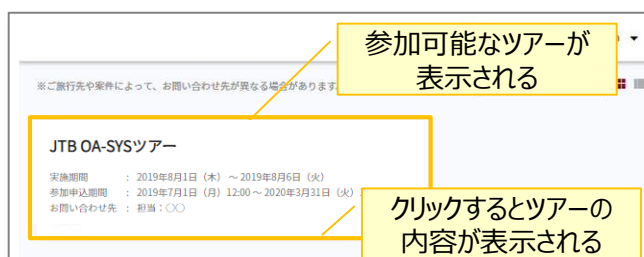 参加可能なツアーが
表示される
※ご旅行先や案件によって、お問い合わせ先が異なる場合があります
JTB OA-SYSツアー
実施期間 : 2019年8月1日（木）～2019年8月6日（火）
参加申込期間 : 2019年7月1日（月）12:00～2020年3月31日（火）
お問い合わせ先 : 担当：○○
クリックするとツアーの
内容が表示される